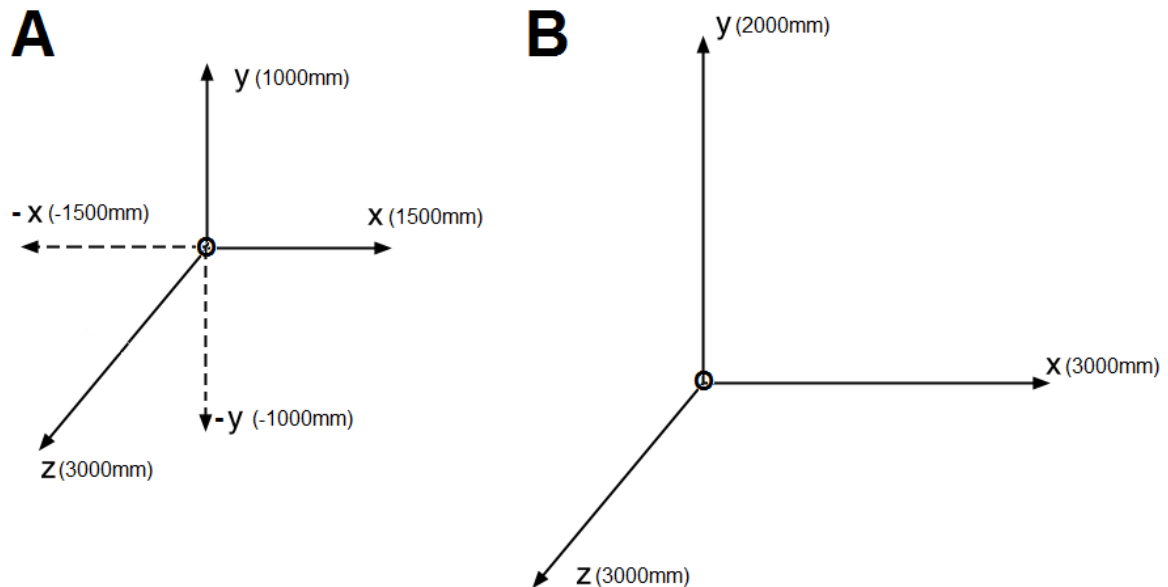 A
y (1000mm)
- x (-1500mm)
x (1500mm)
o
-y (-1000mm)
z (3000mm)
B
y (2000mm)
x (3000mm)
o
z (3000mm)